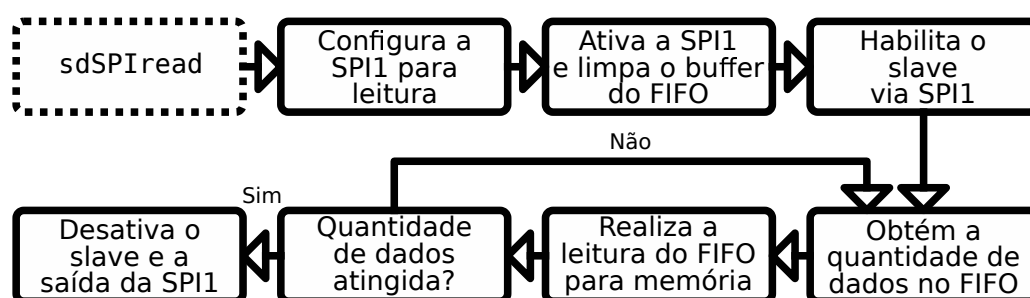 sdSPIread
Configura a
SPI1 para
leitura
Ativa a SPI1
e limpa o buffer
do FIFO
Habilita o
slave
via SPI1
Não
Sim
Desativa o
slave e a
saída da SPI1
Quantidade
de dados
atingida?
Realiza a
leitura do FIFO
para memória
Obtém a
quantidade de
dados no FIFO